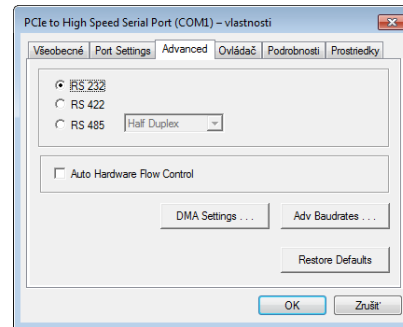 PCIe to High Speed Serial Port (COM1) – vlastnosti
Všeobecné Port Settings Advanced Ovládač Podrobnosti Prostriedky
RS 232
RS 422
RS 485 Half Duplex
Auto Hardware Flow Control
DMA Settings . . . Adv Baudrates . . .
Restore Defaults
OK Zrušiť